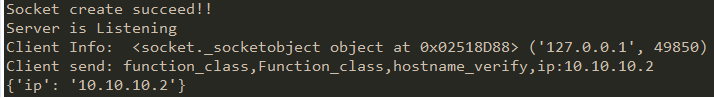 Socket create succeed!!
Server is Listening
Client Info:  <socket._socketobject object at 0x02518D88> ('127.0.0.1', 49850)
Client send: function_class,Function_class,hostname_verify,ip:10.10.10.2
{'ip': '10.10.10.2'}